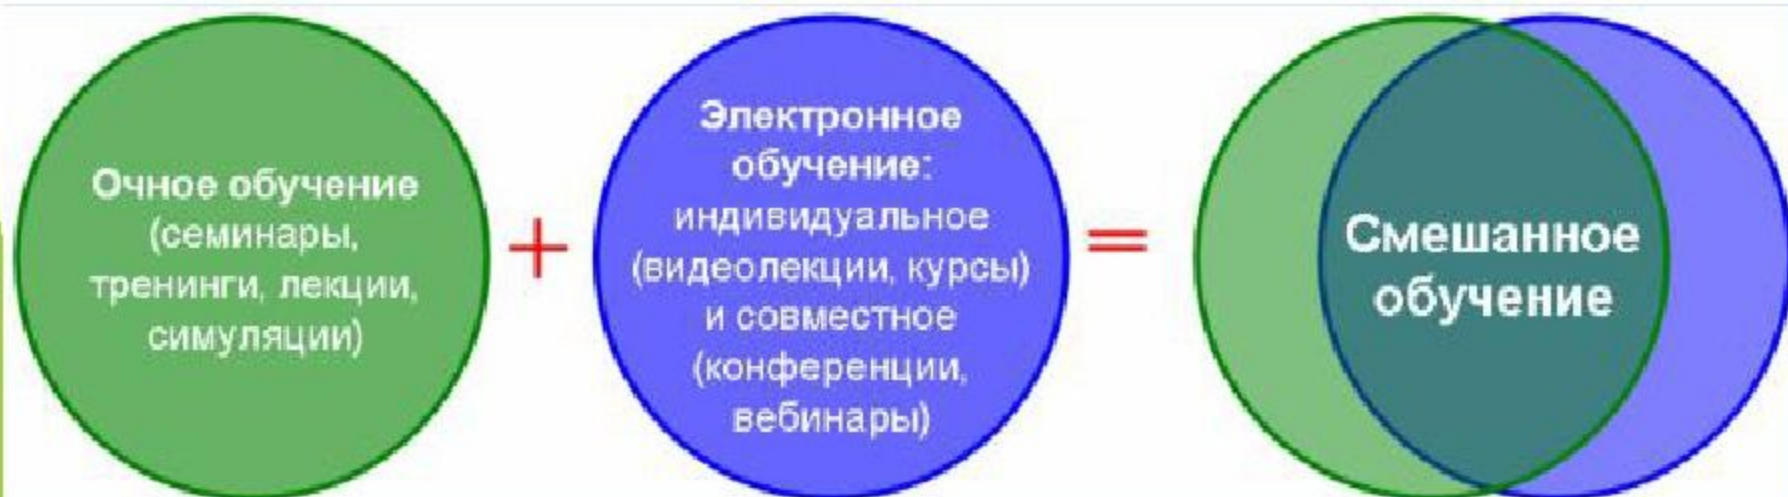 Очное обучение
(семинары,
тренинги, лекции,
симуляции)
+
Электронное
обучение:
индивидуальное
(видеолекции, курсы)
и совместное
(конференции,
вебинары)
=
Смешанное
обучение